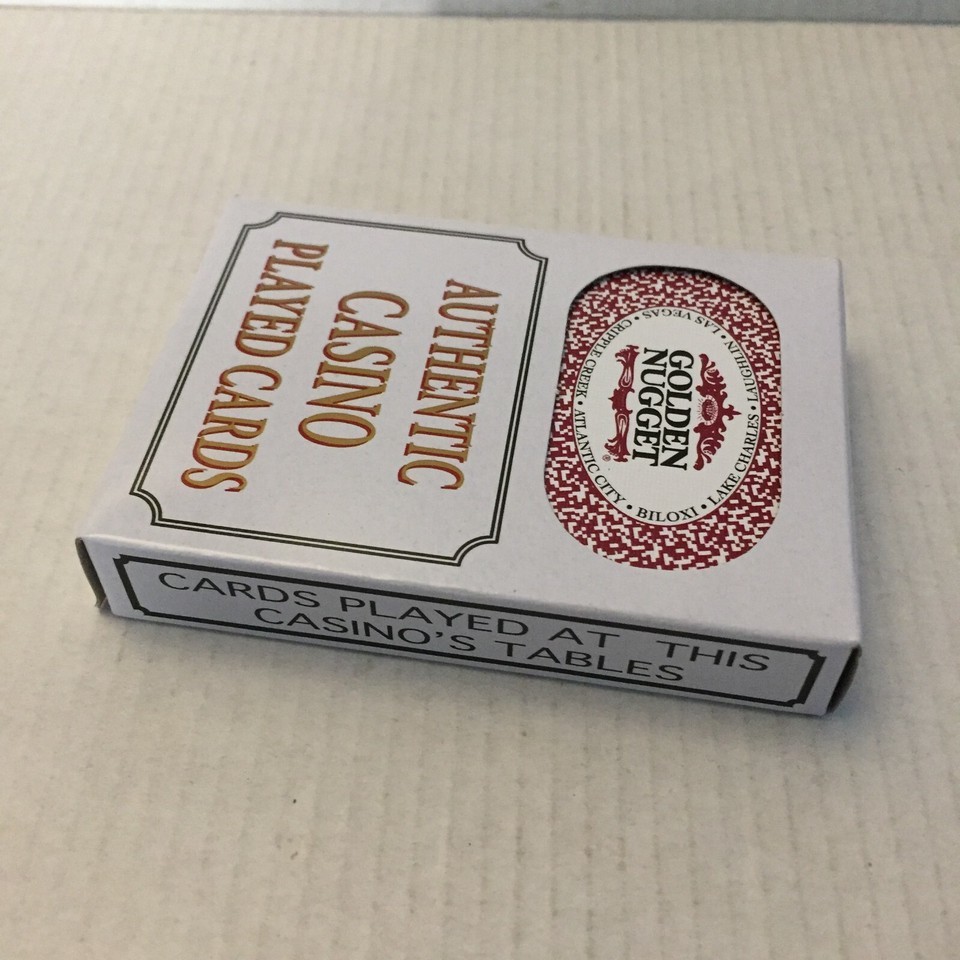 GOLDEN
NUGGET
®
CRIPPLE CREEK • LAS VEGAS • LAUGHLIN • LAKE CHARLES • BILOXI • ATLANTIC CITY •
AUTHENTIC
CASINO
PLAYED CARDS
CARDS PLAYED AT THIS
CASINO'S TABLES